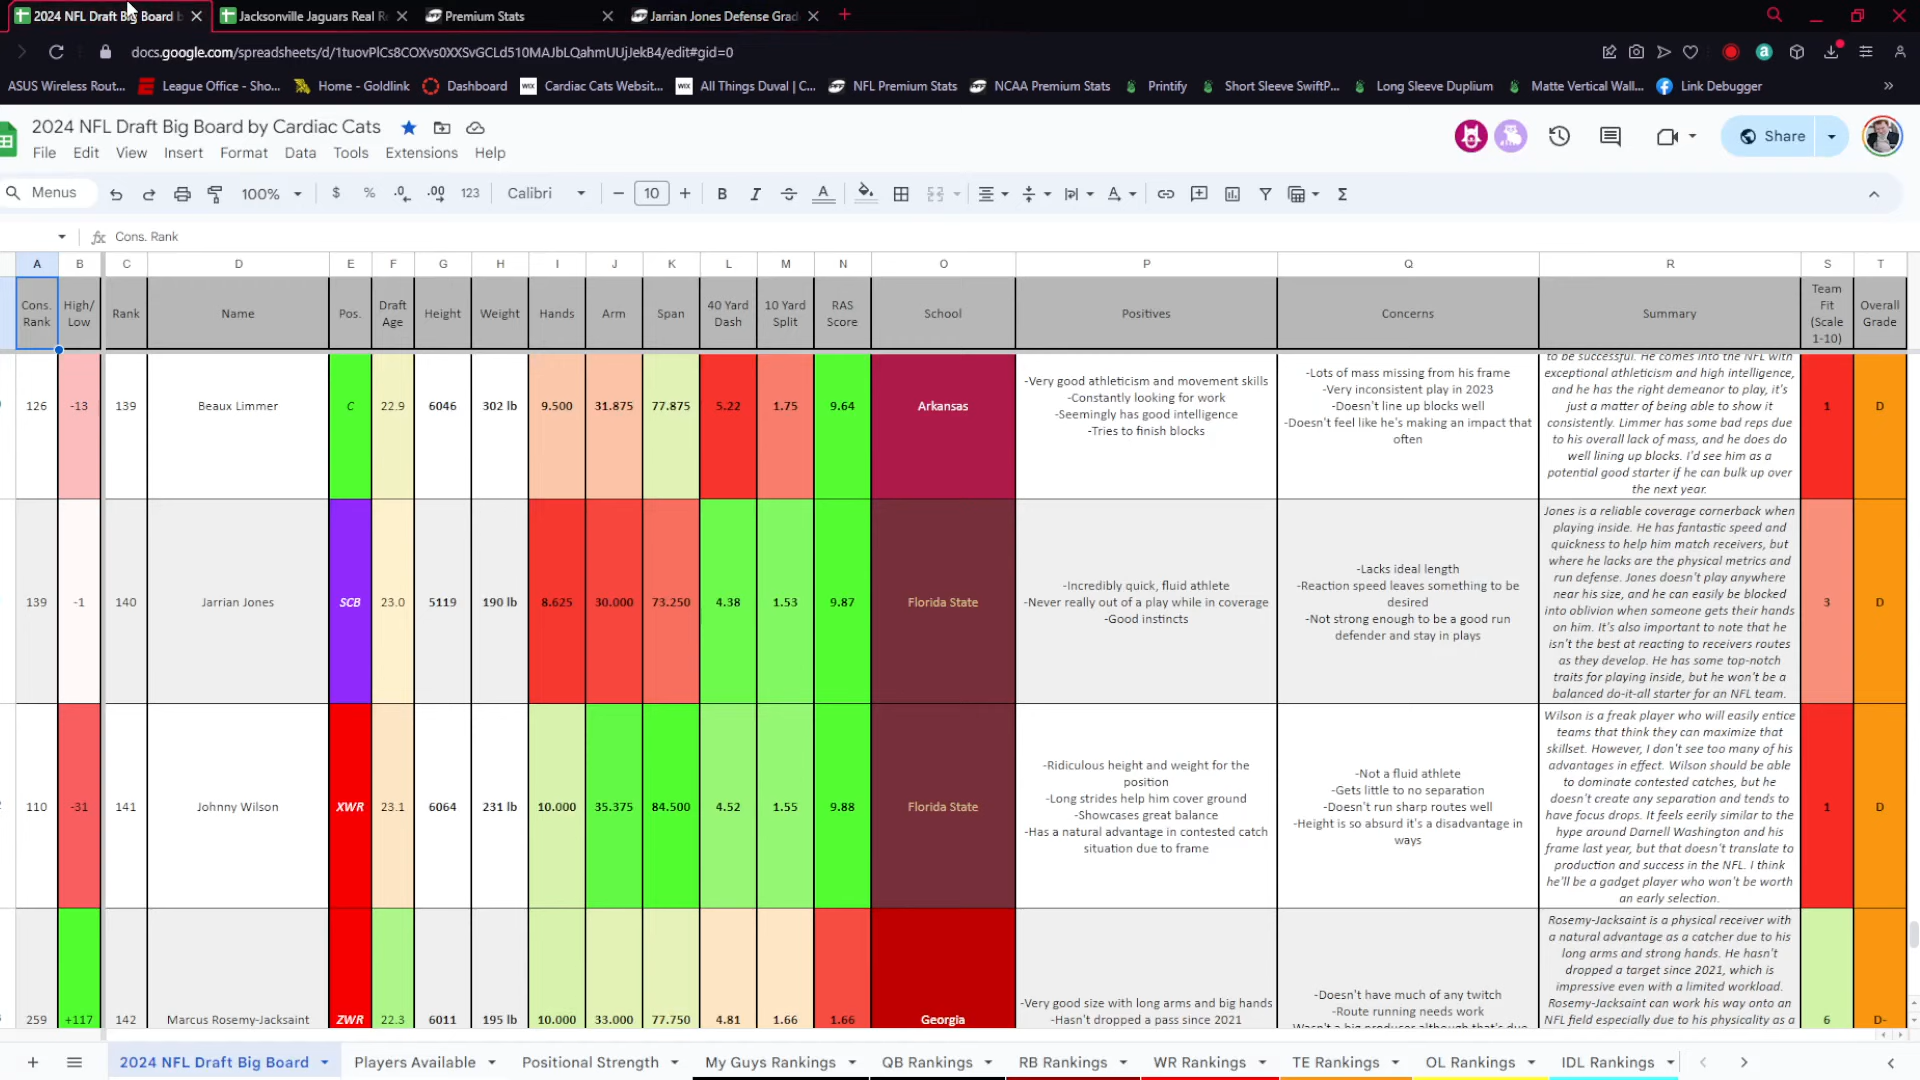 2024 NFL Draft Big Board
Jacksonville Jaguars Real R
Premium Stats
Jarrian Jones Defense Grad
docs.google.com/spreadsheets/d/1tuovPlCs8COXvs0XXSvGCLd510MAJbLQahmUUjJekB4/edit#gid=0
ASUS Wireless Rout...
League Office - Sho...
Home - Goldlink
Dashboard
Cardiac Cats Websit...
All Things Duval | C...
NFL Premium Stats
NCAA Premium Stats
Printify
Short Sleeve SwiftP...
Long Sleeve Duplium
Matte Vertical Wall...
Link Debugger
2024 NFL Draft Big Board by Cardiac Cats
Share
File Edit View Insert Format Data Tools Extensions Help
Menus
100%
$ % .0 .00 123
Calibri
10
B I
Cons. Rank
A B C D E F G H I J K L M N O P Q R S T
Cons. Rank
High/ Low
Rank
Name
Pos.
Draft Age
Height
Weight
Hands
Arm
Span
40 Yard Dash
10 Yard Split
RAS Score
School
Positives
Concerns
Summary
Team Fit (Scale 1-10)
Overall Grade
126 -13 139 Beaux Limmer C 22.9 6046 302 lb 9.500 31.875 77.875 5.22 1.75 9.64 Arkansas
-Very good athleticism and movement skills
-Constantly looking for work
-Seemingly has good intelligence
-Tries to finish blocks
-Lots of mass missing from his frame
-Very inconsistent play in 2023
-Doesn't line up blocks well
-Doesn't feel like he's making an impact that
often
to be successful. He comes into the NFL with
exceptional athleticism and high intelligence,
and he has the right demeanor to play, it's
just a matter of being able to show it
consistently. Limmer has some bad reps due
to his overall lack of mass, and he does do
well lining up blocks. I'd see him as a
potential good starter if he can bulk up over
the next year.
1 D
139 -1 140 Jarrian Jones SCB 23.0 5119 190 lb 8.625 30.000 73.250 4.38 1.53 9.87 Florida State
-Incredibly quick, fluid athlete
-Never really out of a play while in coverage
-Good instincts
-Lacks ideal length
-Reaction speed leaves something to be
desired
-Not strong enough to be a good run
defender and stay in plays
Jones is a reliable coverage cornerback when
playing inside. He has fantastic speed and
quickness to help him match receivers, but
where he lacks are the physical metrics and
run defense. Jones doesn't play anywhere
near his size, and he can easily be blocked
into oblivion when someone gets their hands
on him. It's also important to note that he
isn't the best at reacting to receivers routes
as they develop. He has some top-notch
traits for playing inside, but he won't be a
balanced do-it-all starter for an NFL team.
3 D
110 -31 141 Johnny Wilson XWR 23.1 6064 231 lb 10.000 35.375 84.500 4.52 1.55 9.88 Florida State
-Ridiculous height and weight for the
position
-Long strides help him cover ground
-Showcases great balance
-Has a natural advantage in contested catch
situation due to frame
-Not a fluid athlete
-Gets little to no separation
-Doesn't run sharp routes well
-Height is so absurd it's a disadvantage in
ways
Wilson is a freak player who will easily entice
teams that think they can maximize that
skillset. However, I don't see too many of his
advantages in effect. Wilson should be able
to dominate contested catches, but he
doesn't create any separation and tends to
have focus drops. It feels eerily similar to the
hype around Darnell Washington and his
frame last year, but that doesn't translate to
production and success in the NFL. I think
he'll be a gadget player who won't be worth
an early selection.
1 D
259 +117 142 Marcus Rosemy-Jacksaint ZWR 22.3 6011 195 lb 10.000 33.000 77.750 4.81 1.66 1.66 Georgia
-Very good size with long arms and big hands
-Hasn't dropped a pass since 2021
-Doesn't have much of any twitch
-Route running needs work
Wasn't a big producer although that's due
Rosemy-Jacksaint is a physical receiver with
a natural advantage as a catcher due to his
long arms and strong hands. He hasn't
dropped a target since 2021, which is
impressive even with a limited workload.
Rosemy-Jacksaint can work his way onto an
NFL field especially due to his physicality as a
6 D-
2024 NFL Draft Big Board
Players Available
Positional Strength
My Guys Rankings
QB Rankings
RB Rankings
WR Rankings
TE Rankings
OL Rankings
IDL Rankings